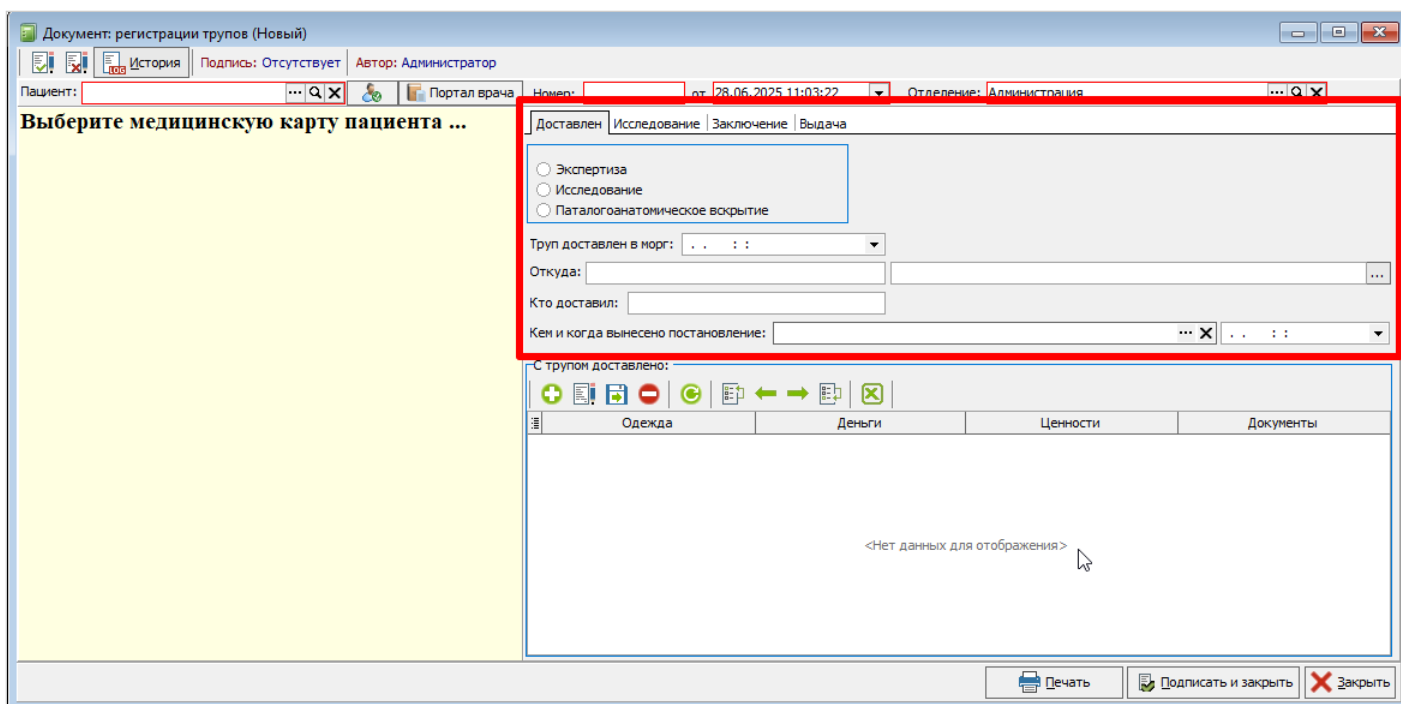 Документ: регистрации трупов (Новый)
История Подпись: Отсутствует Автор: Администратор
Пациент: Портал врача Номер: от 28.06.2025 11:03:22 Отделение: Администрация
Выберите медицинскую карту пациента ...
Доставлен Исследование Заключение Выдача
Экспертиза
Исследование
Паталогоанатомическое вскрытие
Труп доставлен в морг: . . : :
Откуда: ...
Кто доставил:
Кем и когда вынесено постановление: ... . . : :
С трупом доставлено:
Одежда Деньги Ценности Документы
<Нет данных для отображения>
Печать Подписать и закрыть Закрыть